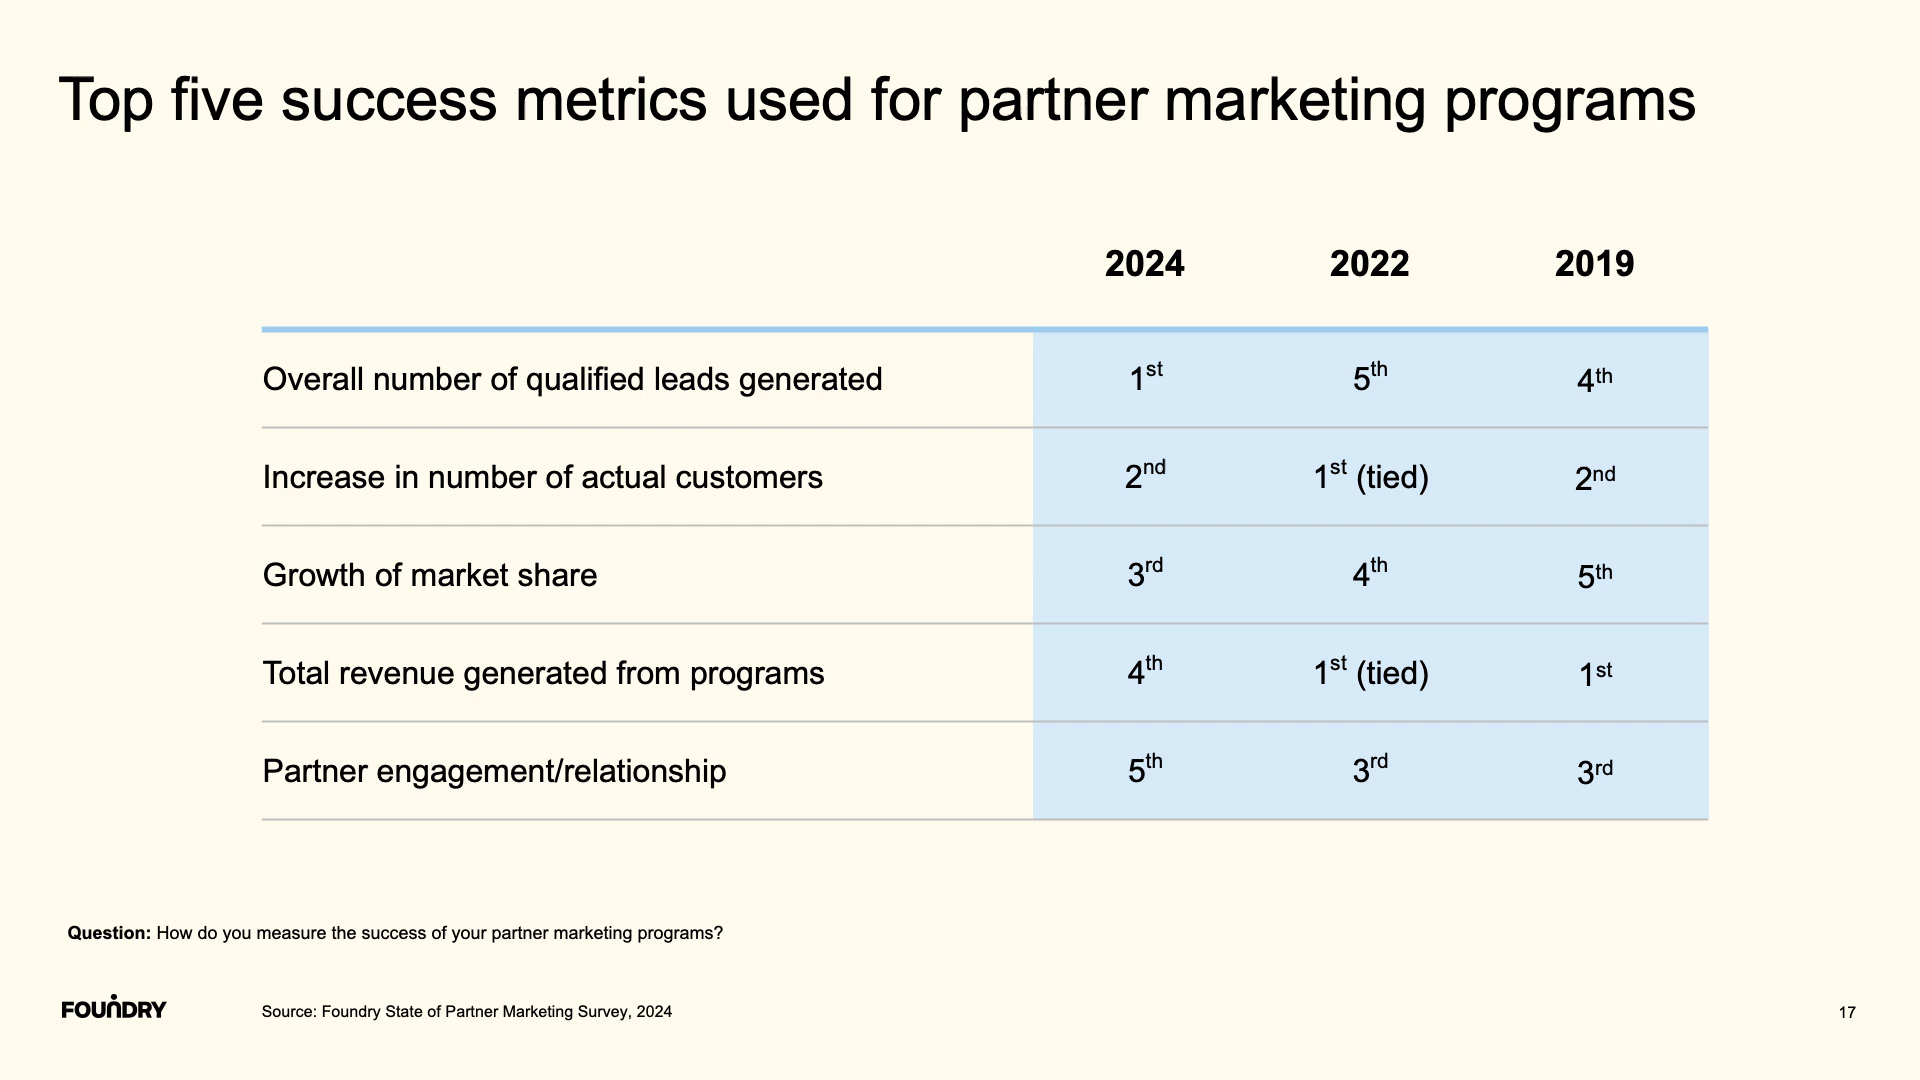 Top five success metrics used for partner marketing programs
2024 2022 2019
Overall number of qualified leads generated 1st 5th 4th
Increase in number of actual customers 2nd 1st (tied) 2nd
Growth of market share 3rd 4th 5th
Total revenue generated from programs 4th 1st (tied) 1st
Partner engagement/relationship 5th 3rd 3rd
Question: How do you measure the success of your partner marketing programs?
FOUNDRY Source: Foundry State of Partner Marketing Survey, 2024 17